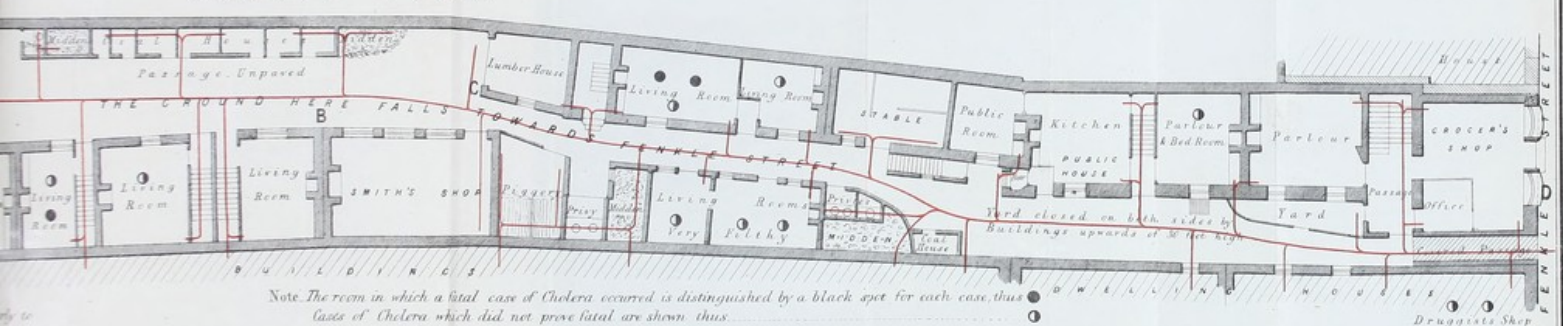 Midden
Coal Houses
Midden
Passage Unpaved
THE GROUND HERE FALLS TOWARDS FENKLE STREET
B
C
Lumber House
Living Room
Living Room
STABLE
Public Room
Kitchen
PUBLIC HOUSE
Parlour & Bed Room
Parlour
House
GROCER'S SHOP
Passage
Office
D
FENKLE STREET
Living Room
Living Room
Living Room
SMITH'S SHOP
Piggery
Privy
Midden
Living Rooms
Very Filthy
Privies
MIDDEN
Coal House
Yard closed on both sides by
Buildings upwards of 30 feet high
Yard
BUILDINGS
DWELLING HOUSES
Druggists Shop
Note. The room in which a fatal case of Cholera occurred is distinguished by a black spot for each case, thus
Cases of Cholera which did not prove fatal are shewn thus